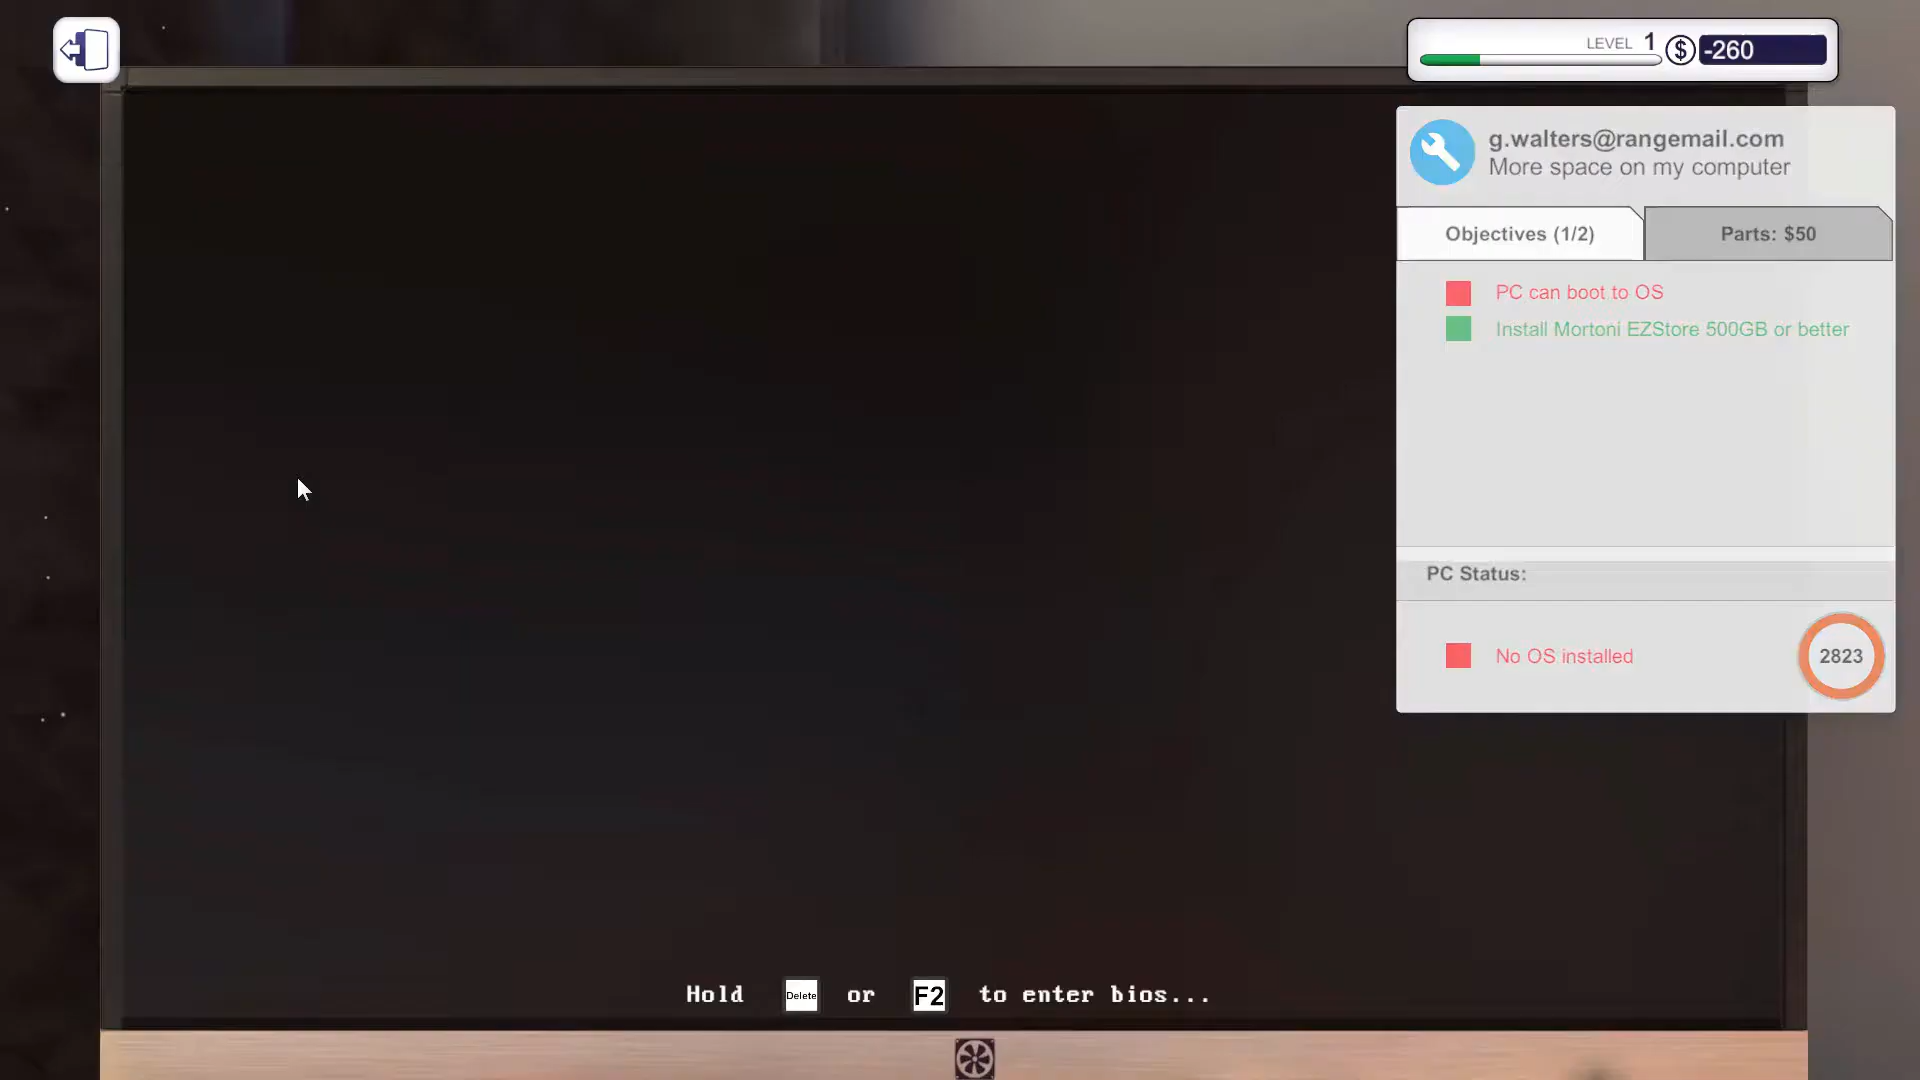 LEVEL 1
$ -260
g.walters@rangemail.com
More space on my computer
Objectives (1/2)
Parts: $50
PC can boot to OS
Install Mortoni EZStore 500GB or better
PC Status:
No OS installed
2823
Hold Delete or F2 to enter bios...